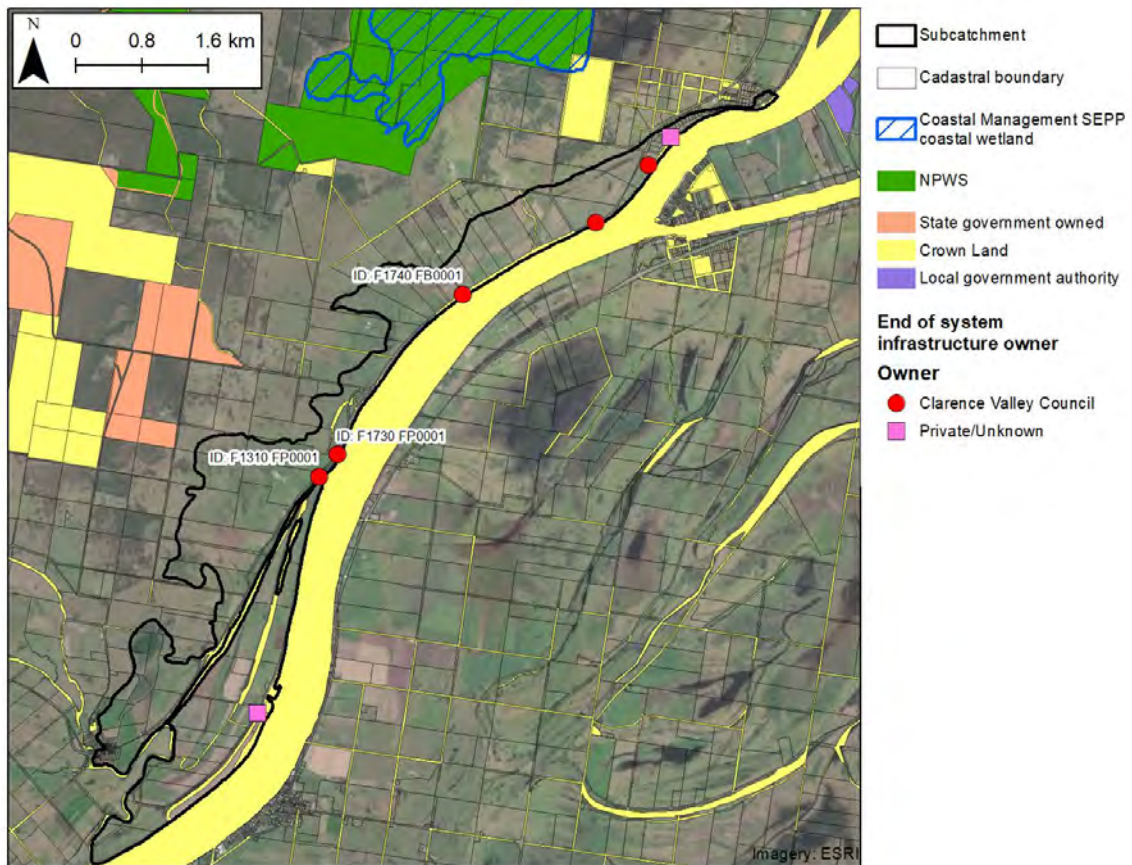 N
0 0.8 1.6 km
Subcatchment
Cadastral boundary
Coastal Management SEPP
coastal wetland
NPWS
State government owned
Crown Land
Local government authority
End of system
infrastructure owner
Owner
Clarence Valley Council
Private/Unknown
ID: F1740 FB0001
ID: F1730 FP0001
ID: F1310 FP0001
Imagery: ESRI